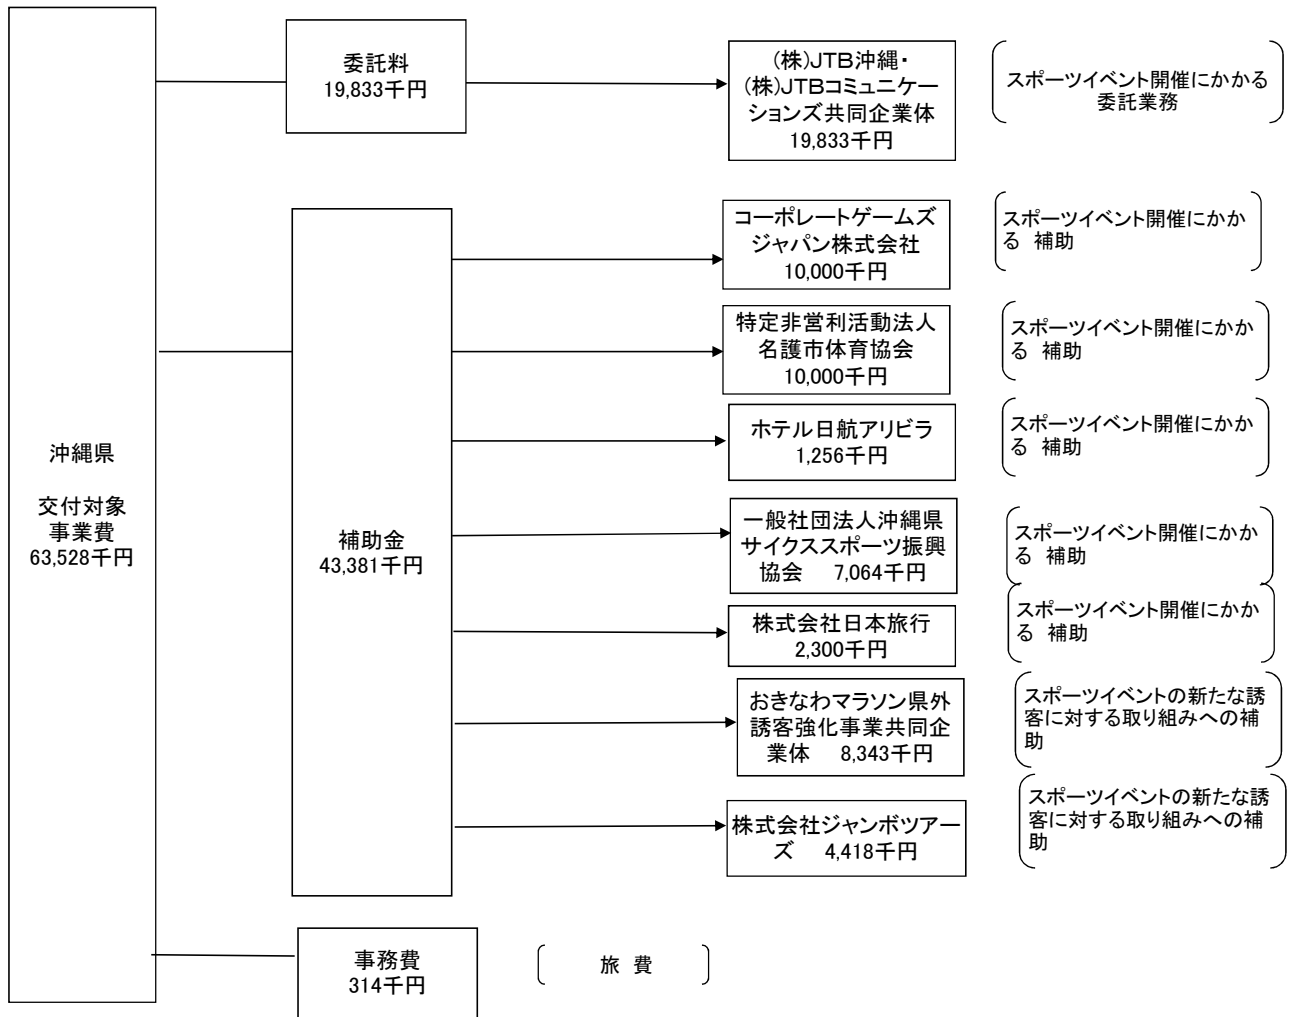 沖縄県
交付対象
事業費
63,528千円
委託料
19,833千円
(株)JTB沖縄・
(株)JTBコミュニケー
ションズ共同企業体
19,833千円
スポーツイベント開催にかかる
委託業務
補助金
43,381千円
コーポレートゲームズ
ジャパン株式会社
10,000千円
スポーツイベント開催にかか
る 補助
特定非営利活動法人
名護市体育協会
10,000千円
スポーツイベント開催にかか
る 補助
ホテル日航アリビラ
1,256千円
スポーツイベント開催にかか
る 補助
一般社団法人沖縄県
サイクススポーツ振興
協会 7,064千円
スポーツイベント開催にかか
る 補助
株式会社日本旅行
2,300千円
スポーツイベント開催にかか
る 補助
おきなわマラソン県外
誘客強化事業共同企
業体 8,343千円
スポーツイベントの新たな誘
客に対する取り組みへの補
助
株式会社ジャンボツアー
ズ 4,418千円
スポーツイベントの新たな誘
客に対する取り組みへの補
助
事務費
314千円
旅 費